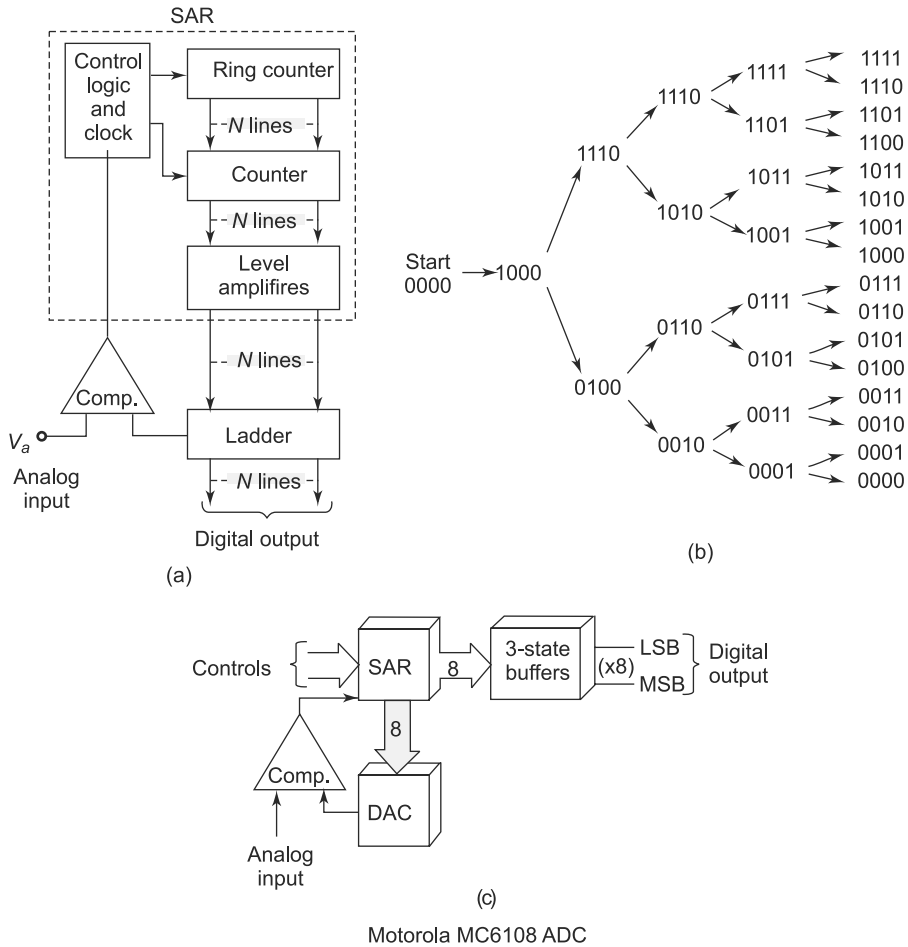 SAR
Control
logic
and
clock
Ring counter
N lines
Counter
N lines
Level
amplifires
N lines
Comp.
Va
Analog
input
Ladder
N lines
Digital output
(a)
Start
0000
1000
1110
0100
1110
1010
0110
0010
1111
1101
1011
1001
0111
0101
0011
0001
1111
1110
1101
1100
1011
1010
1001
1000
0111
0110
0101
0100
0011
0010
0001
0000
(b)
Controls
SAR
8
3-state
buffers
LSB
(x8)
MSB
Digital
output
8
Comp.
DAC
Analog
input
(c)
Motorola MC6108 ADC